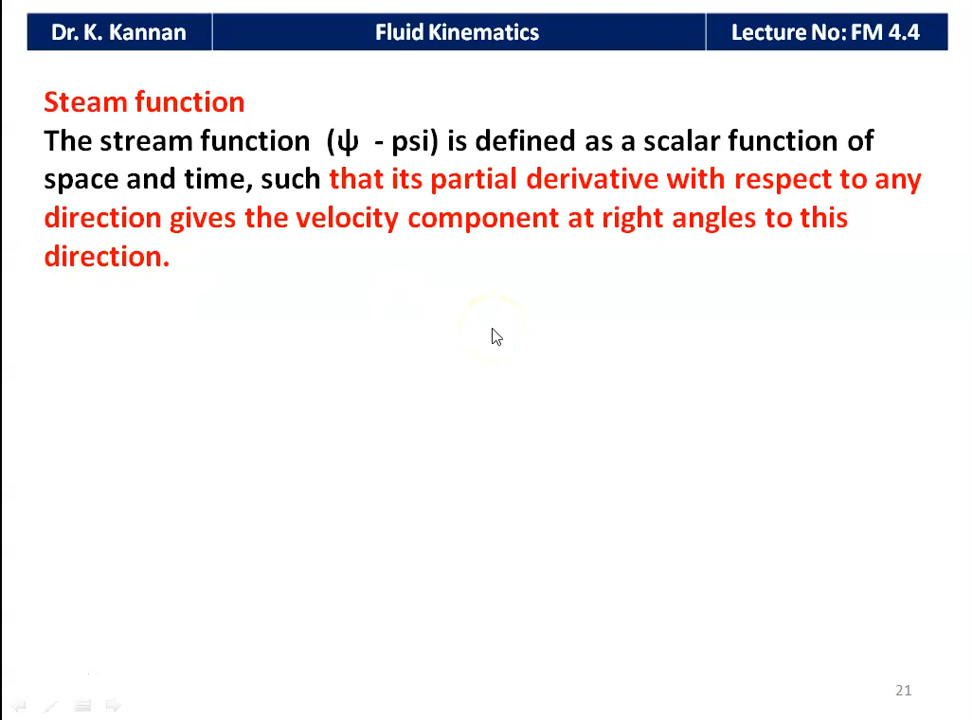 Dr. K. Kannan
Fluid Kinematics
Lecture No: FM 4.4
Steam function
The stream function (ψ - psi) is defined as a scalar function of
space and time, such that its partial derivative with respect to any
direction gives the velocity component at right angles to this
direction.
21